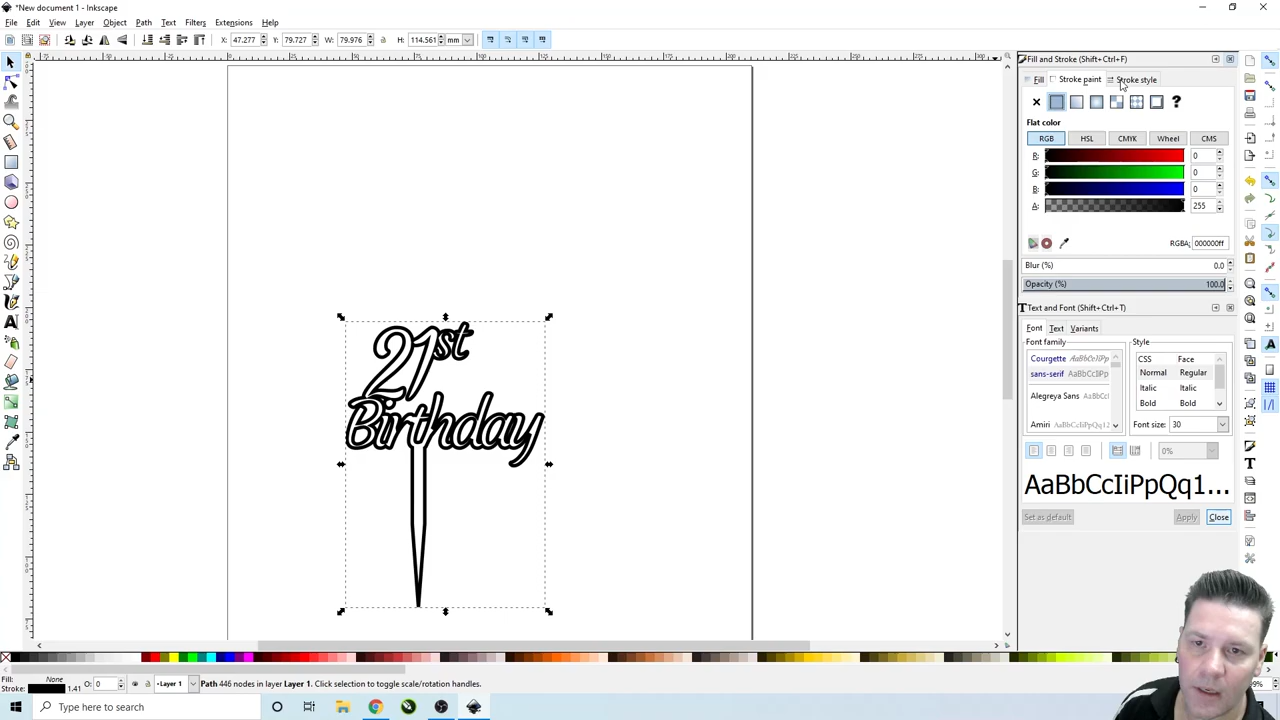 *New document 1 - Inkscape
File Edit View Layer Object Path Text Filters Extensions Help
X: 47.277 Y: 79.727 W: 79.976 H: 114.561 mm
Fill and Stroke (Shift+Ctrl+F)
Fill Stroke paint Stroke style
?
Flat color
RGB HSL CMYK Wheel CMS
R: 0
G: 0
B: 0
A: 255
RGBA: 000000ff
Blur (%) 0.0
Opacity (%) 100.0
Text and Font (Shift+Ctrl+T)
Font Text Variants
Font family Style
Courgette AaBbCcIiPp
sans-serif AaBbCcIiPp
Alegreya Sans AaBbCcI
Amiri AaBbCcIiPpQq12
CSS Face
Normal Regular
Italic Italic
Bold Bold
Font size: 30
0%
AaBbCcIiPpQq1...
Set as default Apply Close
21st
Birthday
Fill: None
Stroke: 1.41
O: 0
Layer 1
Path 446 nodes in layer Layer 1. Click selection to toggle scale/rotation handles.
Type here to search